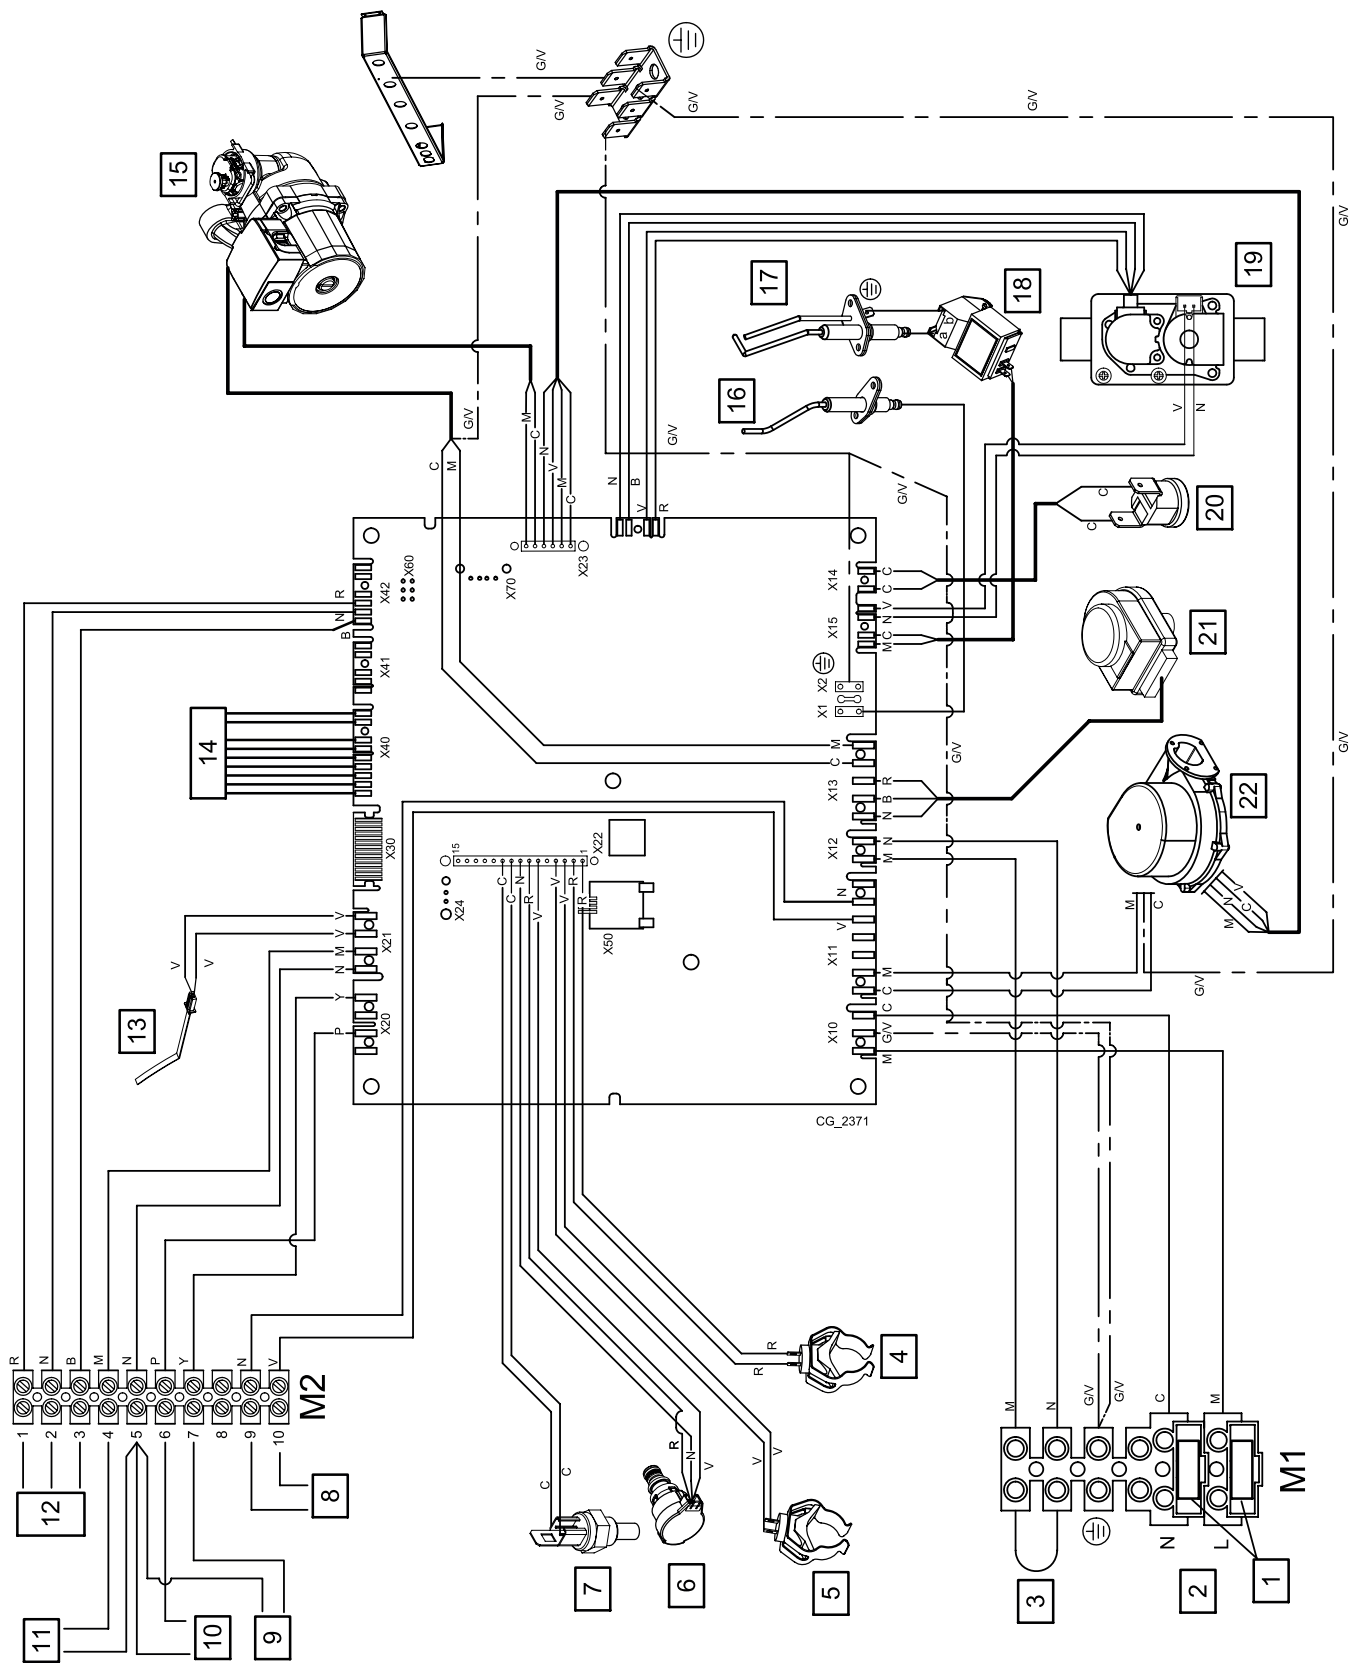 G/V
G/V
G/V
G/V
G/V
G/V
15
C
M
G/V
M
C
N
V
M
C
17
18
19
16
V
N
a b
N
B
V
R
G/V
G/V
20
C
C
R
N
B
X42
X60
X70
X23
X41
14
X40
X30
X14
C
C
V
N
C
M
X15
X2
X1
21
M
C
X13
R
B
N
G/V
G/V
G/V
22
X12
N
M
N
V
X11
M
C
M
C
M
N
V
C
G/V
15
1
X22
X24
X50
C
C
N
R
V
V
R
R
13
V
V
V
V
X21
M
N
Y
X20
P
X10
C
G/V
M
CG_2371
R
N
B
M
N
P
Y
N
V
M2
1
2
3
4
5
6
7
8
9
10
12
8
11
10
9
R
R
4
C
C
7
R
N
V
6
V
V
5
M
N
G/V
G/V
C
M
M1
N
L
3
2
1